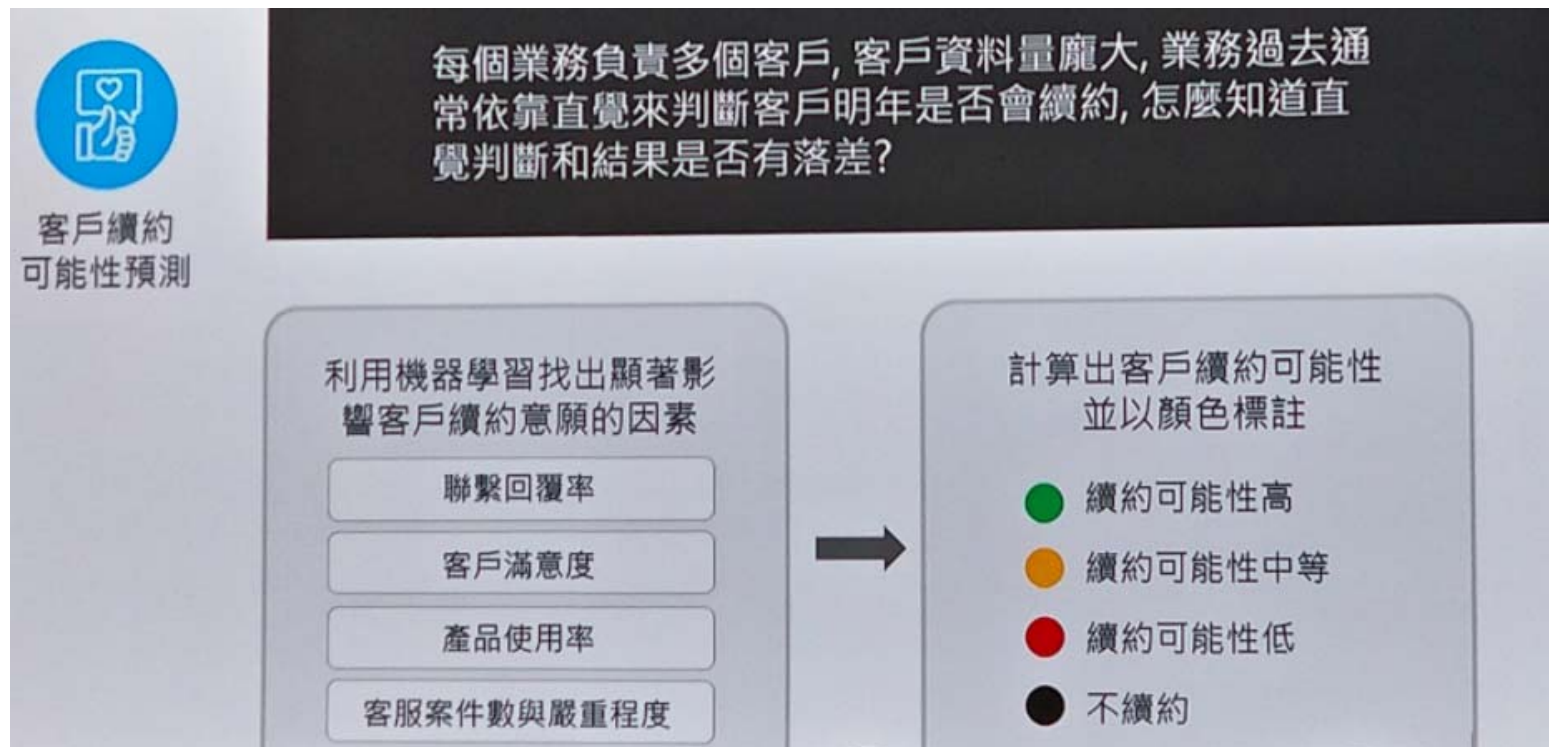 每個業務負責多個客戶, 客戶資料量龐大, 業務過去通
常依靠直覺來判斷客戶明年是否會續約, 怎麼知道直
覺判斷和結果是否有落差?
客戶續約
可能性預測
利用機器學習找出顯著影
響客戶續約意願的因素
聯繫回覆率
客戶滿意度
產品使用率
客服案件數與嚴重程度
計算出客戶續約可能性
並以顏色標註
續約可能性高
續約可能性中等
續約可能性低
不續約